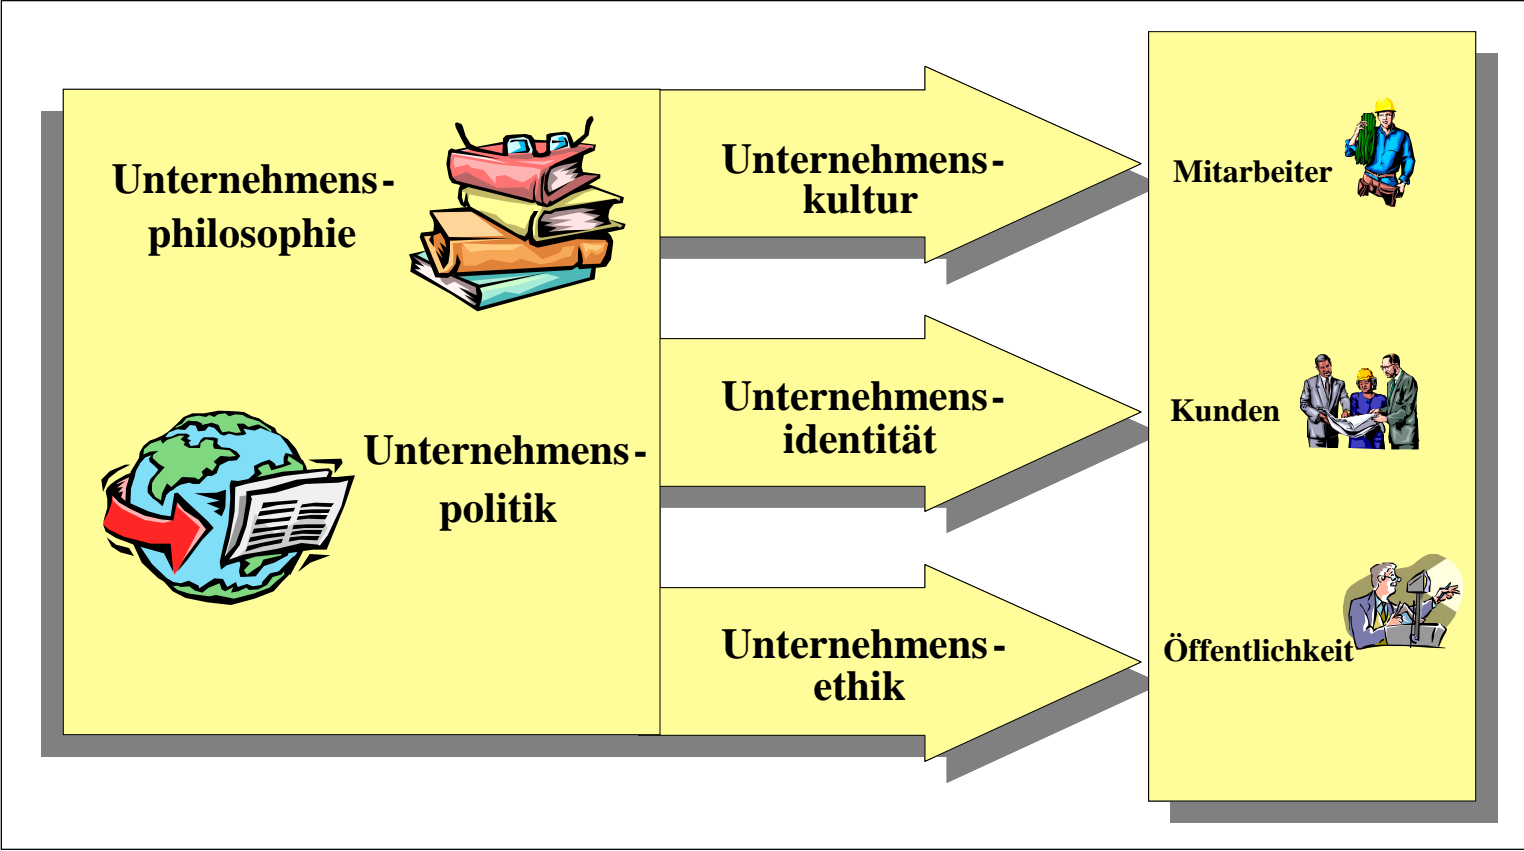 Unternehmens-
philosophie
Unternehmens-
politik
Unternehmens-
kultur
Unternehmens-
identität
Unternehmens-
ethik
Mitarbeiter
Kunden
Öffentlichkeit